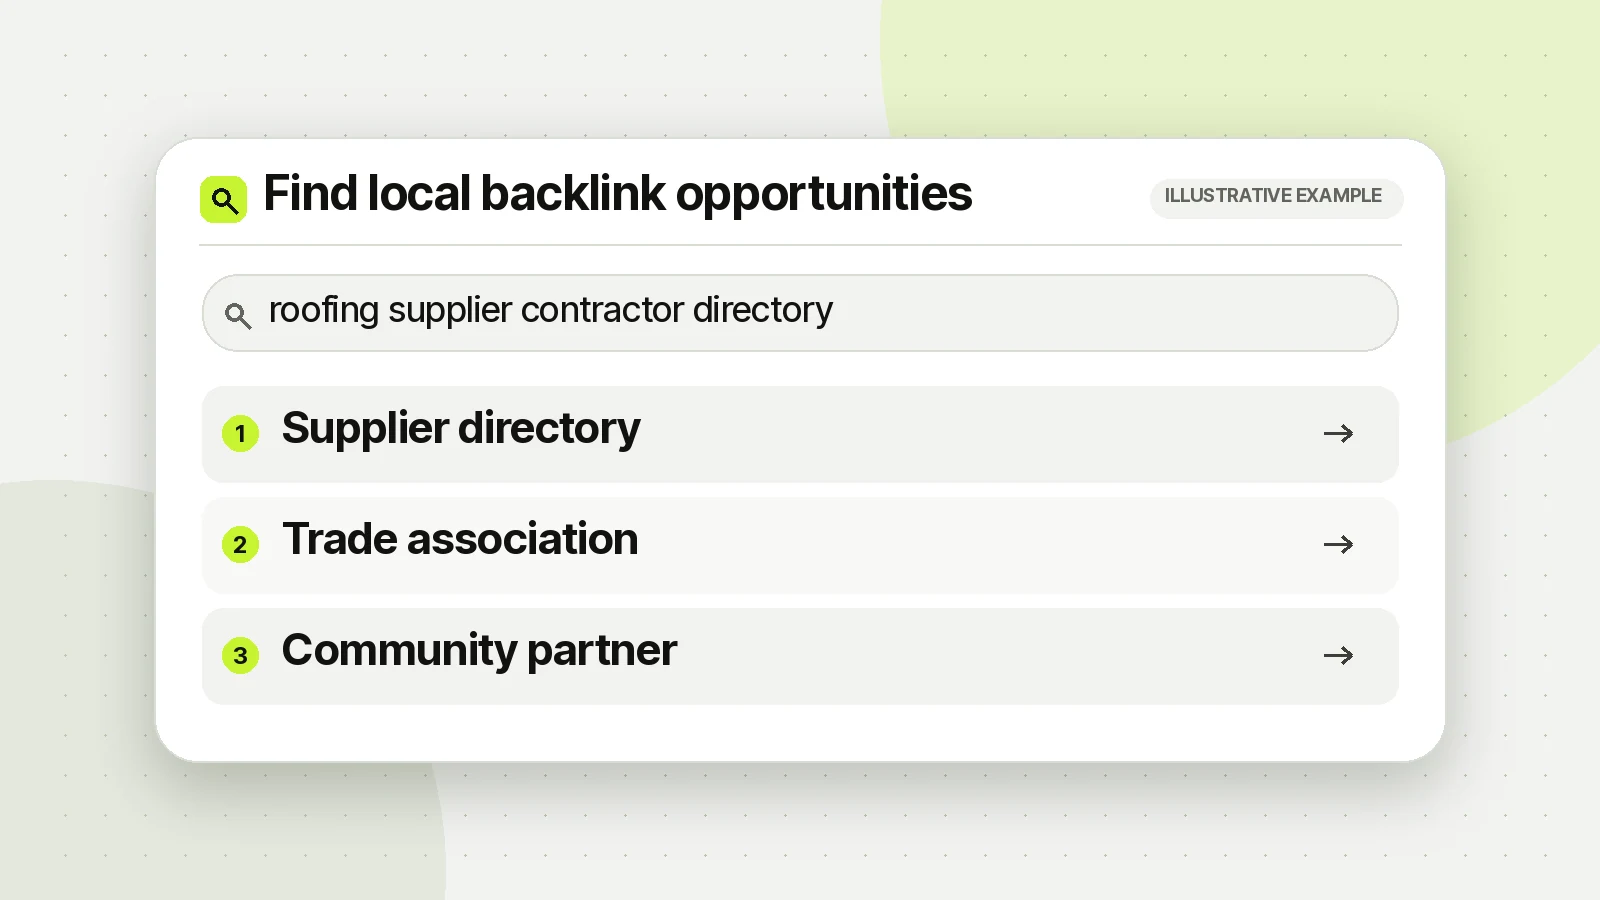 Find local backlink opportunities
ILLUSTRATIVE EXAMPLE
roofing supplier contractor directory
1 Supplier directory
2 Trade association
3 Community partner